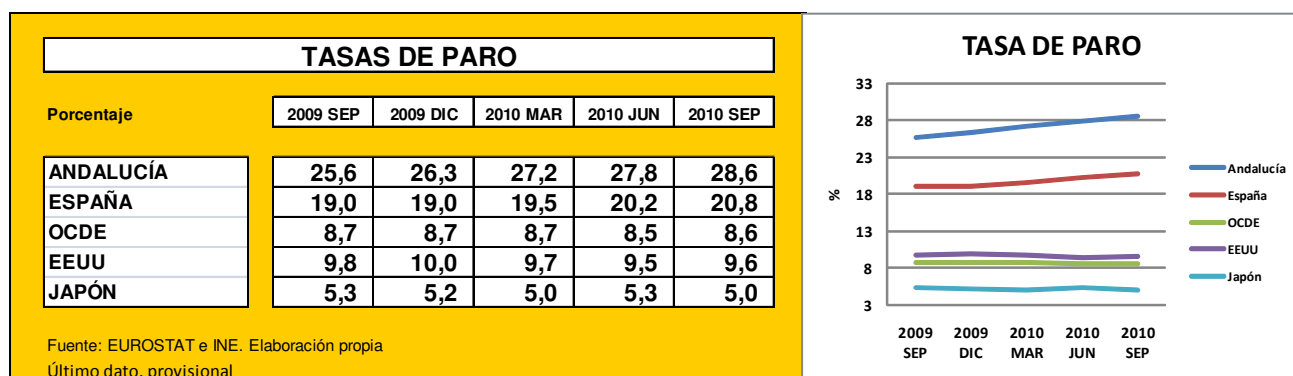 TASAS DE PARO
Porcentaje 2009 SEP 2009 DIC 2010 MAR 2010 JUN 2010 SEP
ANDALUCÍA 25,6 26,3 27,2 27,8 28,6
ESPAÑA 19,0 19,0 19,5 20,2 20,8
OCDE 8,7 8,7 8,7 8,5 8,6
EEUU 9,8 10,0 9,7 9,5 9,6
JAPÓN 5,3 5,2 5,0 5,3 5,0
Fuente: EUROSTAT e INE. Elaboración propia
Último dato, provisional
TASA DE PARO
33
28
23
18
13
8
3
%
2009 2009 2010 2010 2010
SEP DIC MAR JUN SEP
Andalucía
España
OCDE
EEUU
Japón